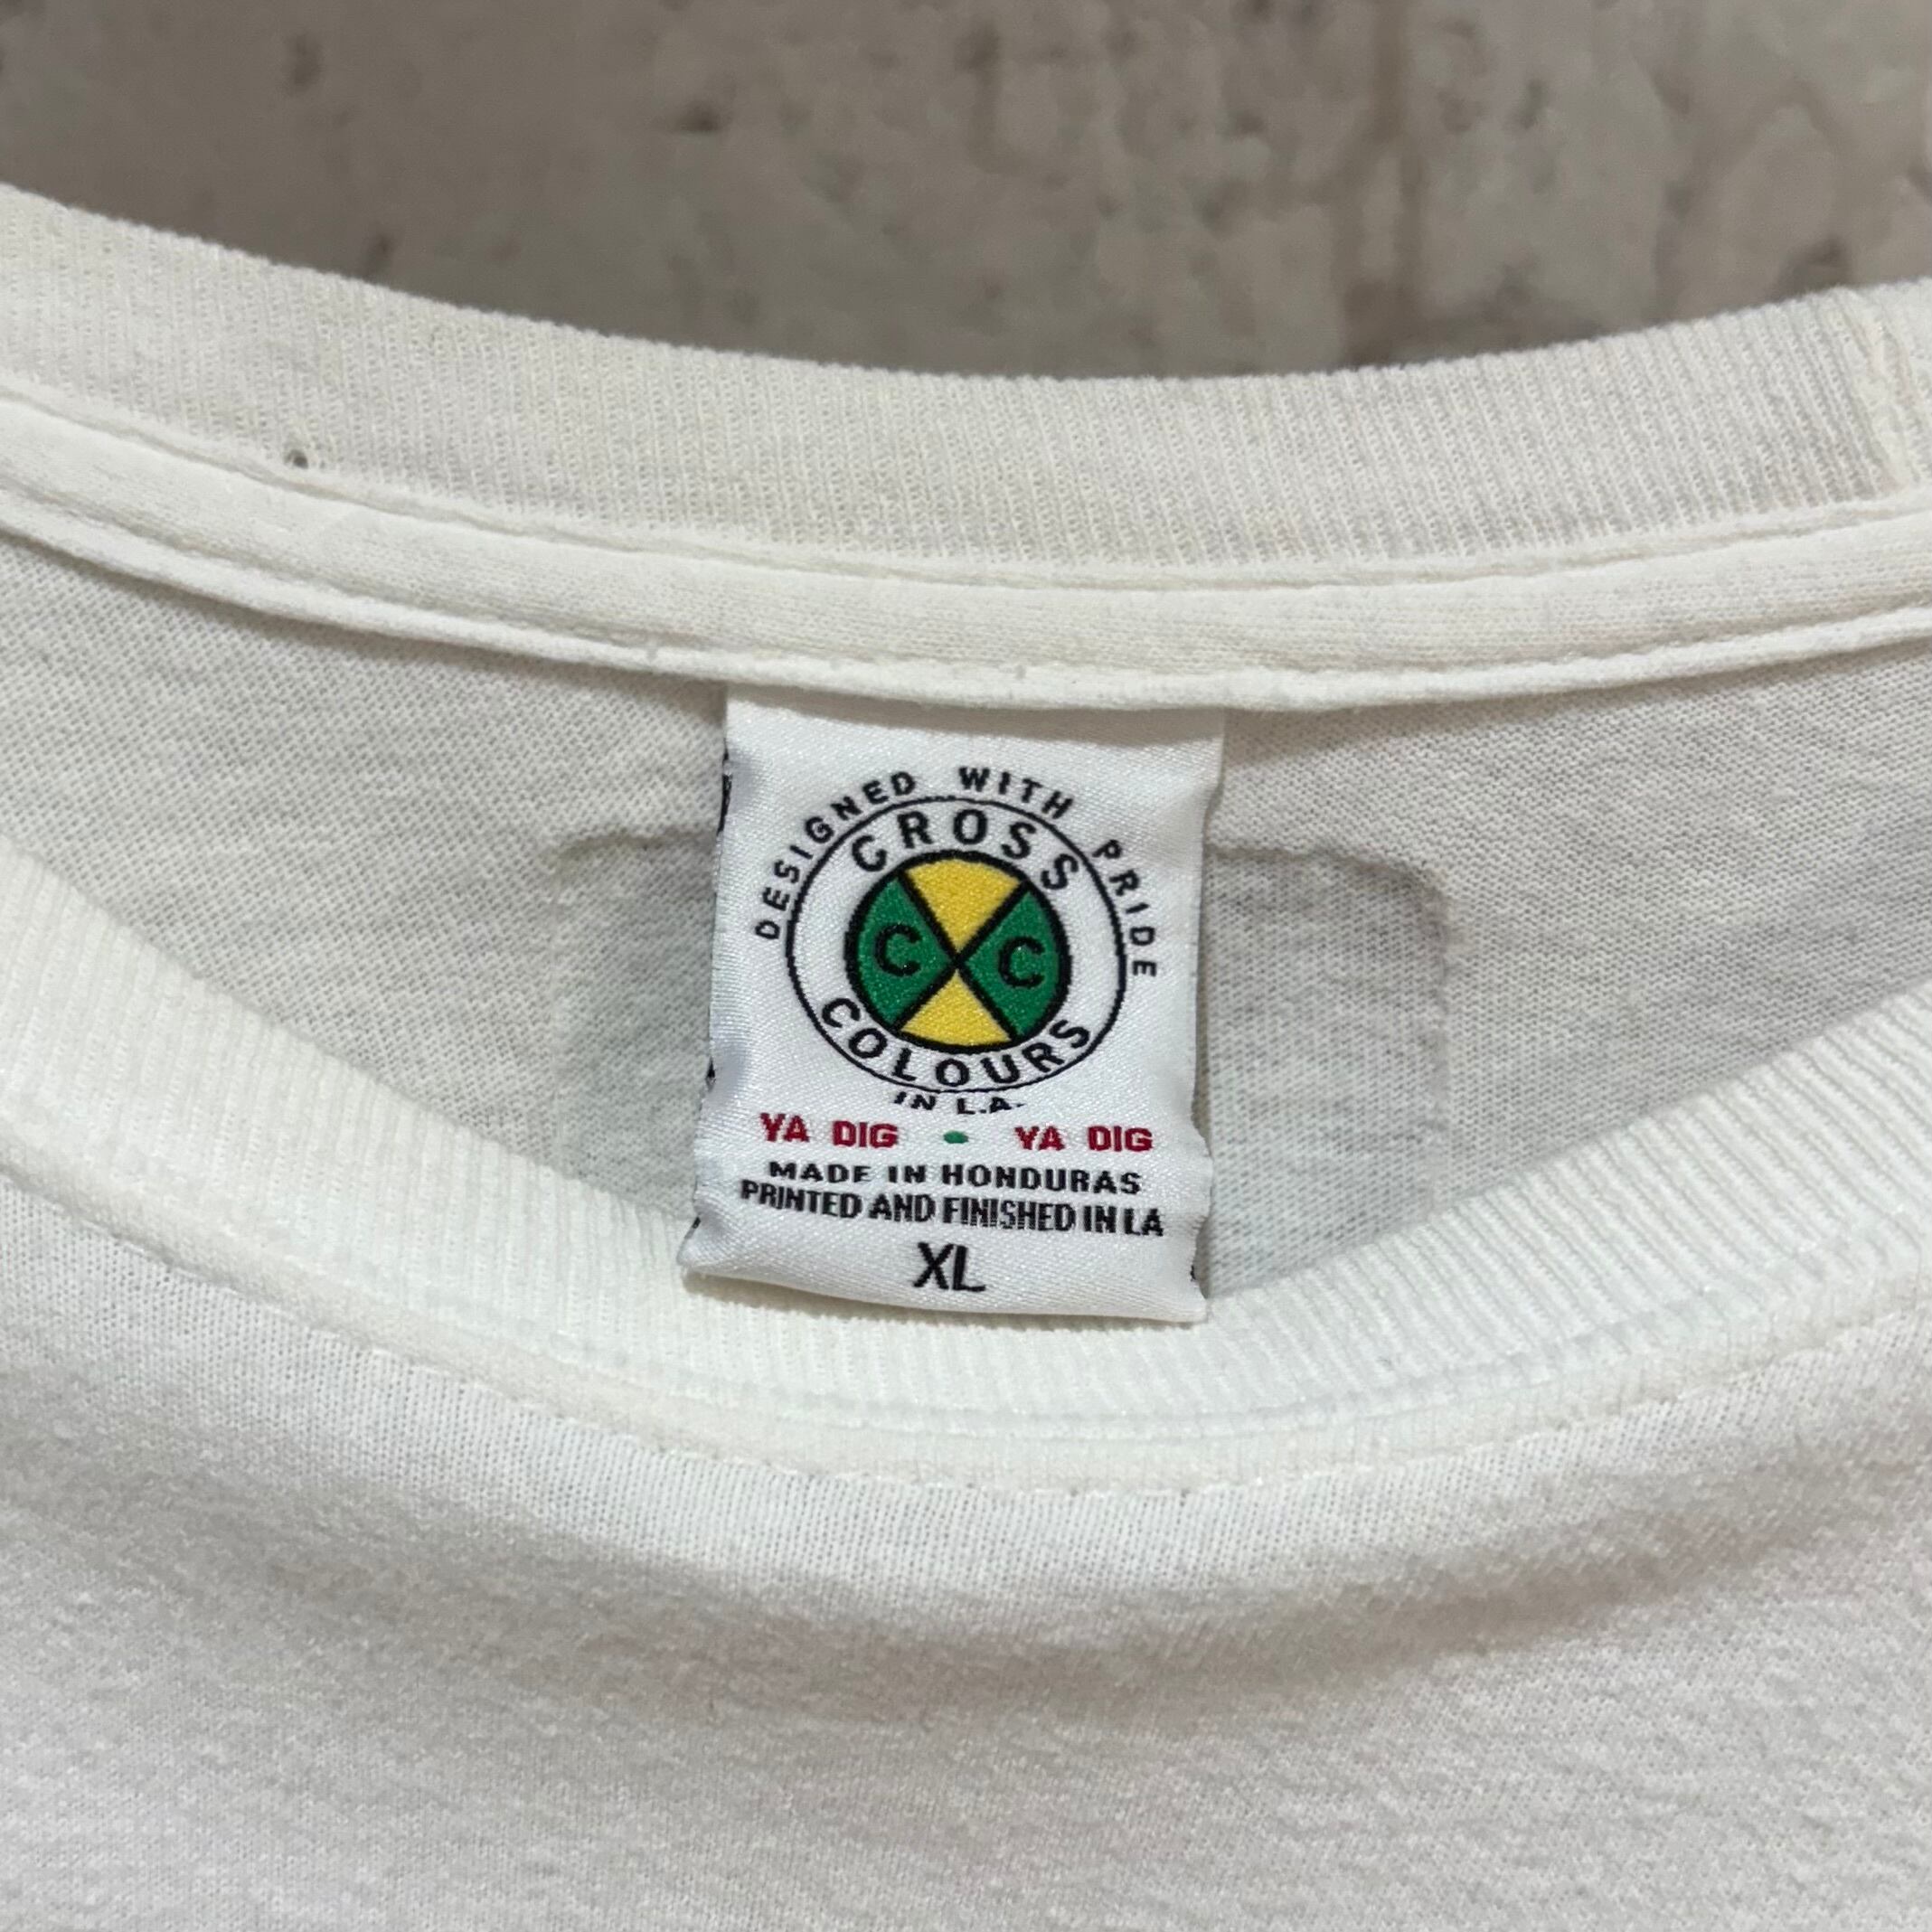 DESIGNED WITH PRIDE
CROSS
C C
COLOURS
IN L.A.
YA DIG • YA DIG
MADE IN HONDURAS
PRINTED AND FINISHED IN LA
XL